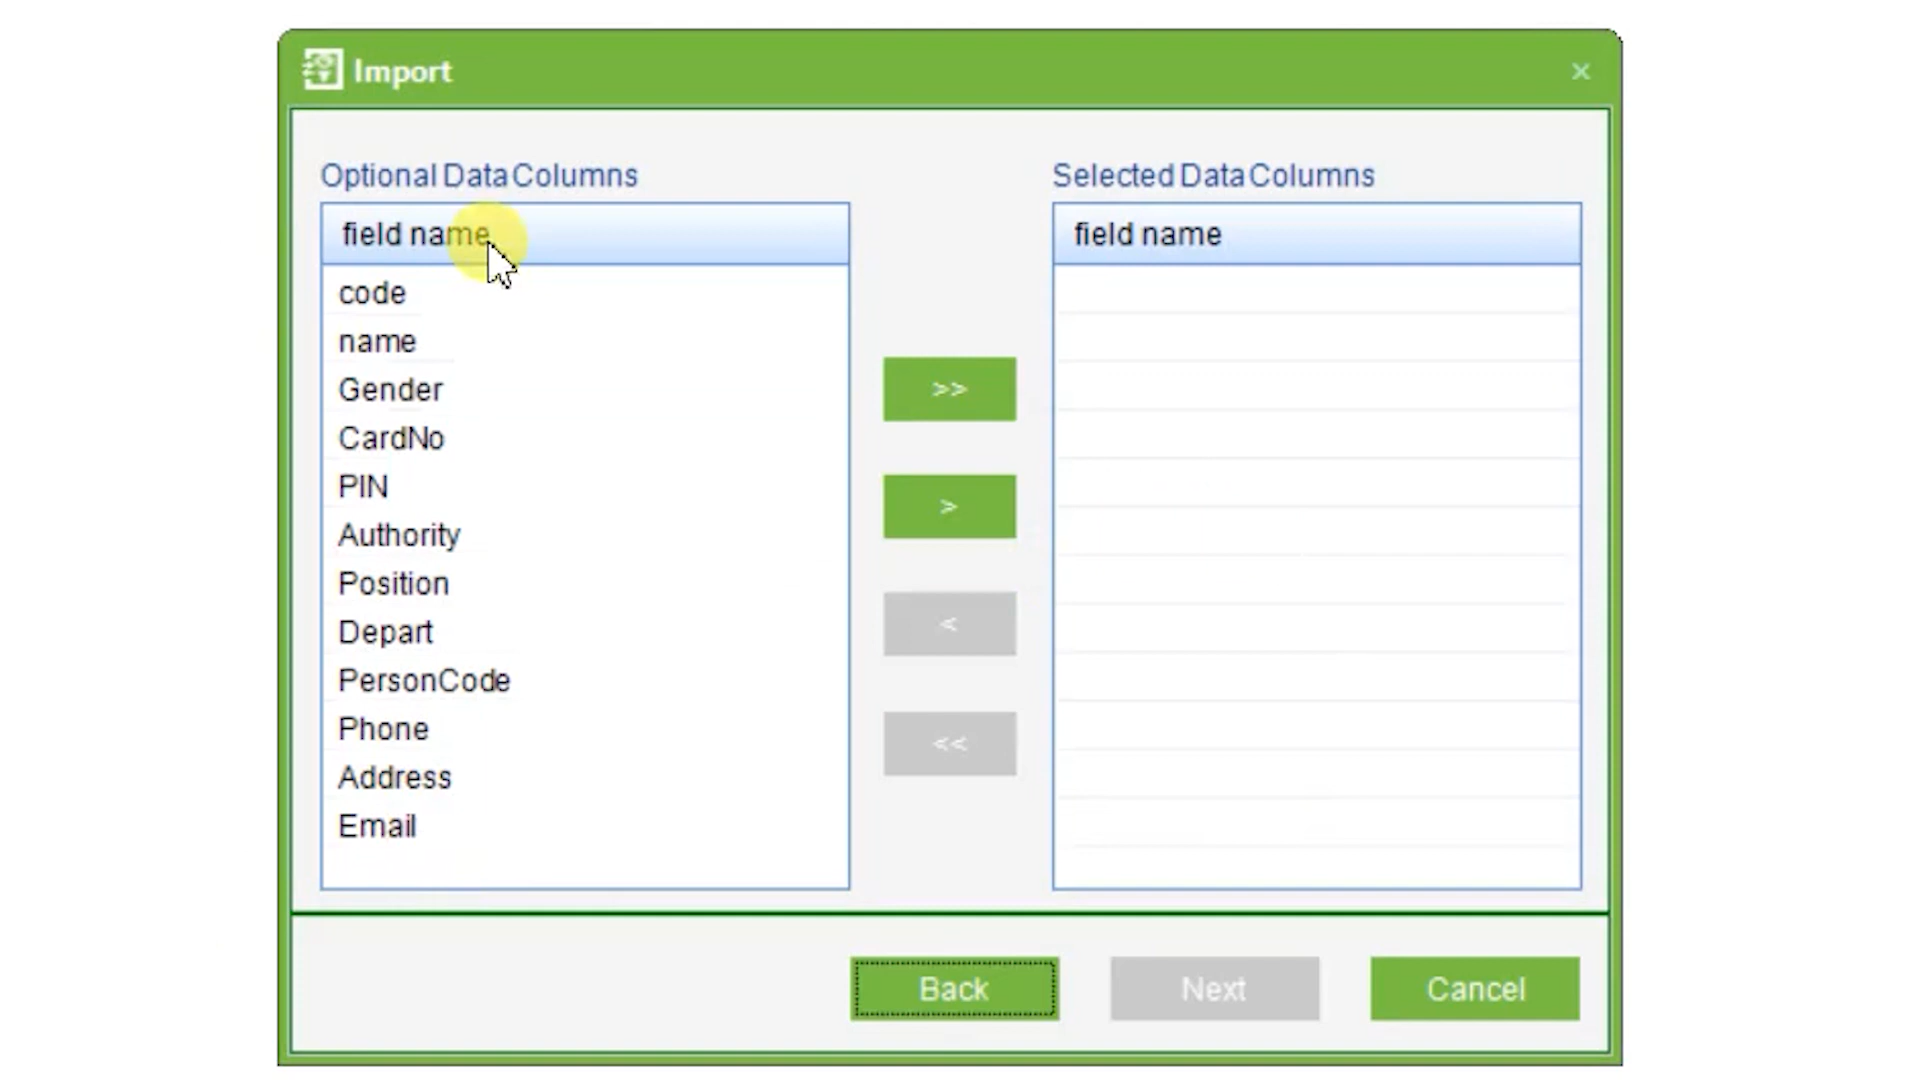 Import
×
Optional Data Columns
field name
code
name
Gender
CardNo
PIN
Authority
Position
Depart
PersonCode
Phone
Address
Email
>>
>
<
<<
Selected Data Columns
field name
Back
Next
Cancel